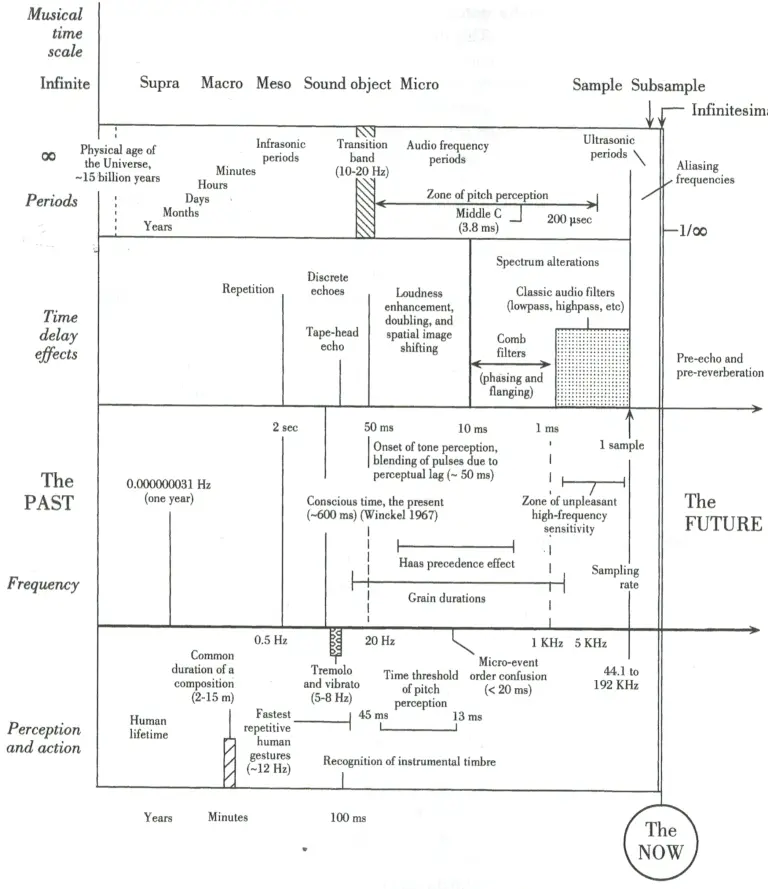 Musical
time
scale
Infinite
Supra
Macro
Meso
Sound object
Micro
Sample
Subsample
Infinitesima
∞
Physical age of
the Universe,
~15 billion years
Minutes
Hours
Days
Months
Years
Infrasonic
periods
Transition
band
(10-20 Hz)
Audio frequency
periods
Ultrasonic
periods
Aliasing
frequencies
Periods
Zone of pitch perception
Middle C
(3.8 ms)
200 μsec
–1/∞
Time
delay
effects
Repetition
Discrete
echoes
Tape-head
echo
Loudness
enhancement,
doubling, and
spatial image
shifting
Spectrum alterations
Classic audio filters
(lowpass, highpass, etc)
Comb
filters
(phasing and
flanging)
Pre-echo and
pre-reverberation
2 sec
50 ms
10 ms
1 ms
1 sample
Onset of tone perception,
blending of pulses due to
perceptual lag (~ 50 ms)
The
PAST
0.000000031 Hz
(one year)
Conscious time, the present
(~600 ms) (Winckel 1967)
Zone of unpleasant
high-frequency
sensitivity
The
FUTURE
Haas precedence effect
Sampling
rate
Frequency
Grain durations
0.5 Hz
20 Hz
1 KHz
5 KHz
44.1 to
192 KHz
Common
duration of a
composition
(2-15 m)
Tremolo
and vibrato
(5-8 Hz)
Time threshold
of pitch
perception
45 ms
13 ms
Micro-event
order confusion
(< 20 ms)
Perception
and action
Human
lifetime
Fastest
repetitive
human
gestures
(~12 Hz)
Recognition of instrumental timbre
Years
Minutes
100 ms
The
NOW